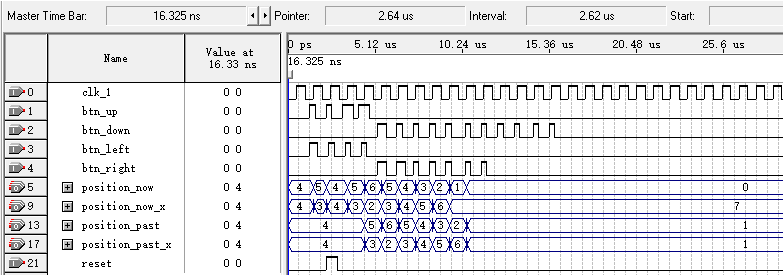 Master Time Bar: 16.325 ns Pointer: 2.64 us Interval: 2.62 us Start:
Name Value at 16.33 ns 0 ps 5.12 us 10.24 us 15.36 us 20.48 us 25.6 us
16.325 ns
0 clk_1 0 0
1 btn_up 0 0
2 btn_down 0 0
3 btn_left 0 0
4 btn_right 0 0
5 position_now 0 4 4 5 4 5 6 5 4 3 2 1 0
9 position_now_x 0 4 4 3 4 3 2 3 4 5 6 7
13 position_past 0 4 4 5 6 5 4 3 2 1
17 position_past_x 0 4 4 3 2 3 4 5 6 1
21 reset 0 0